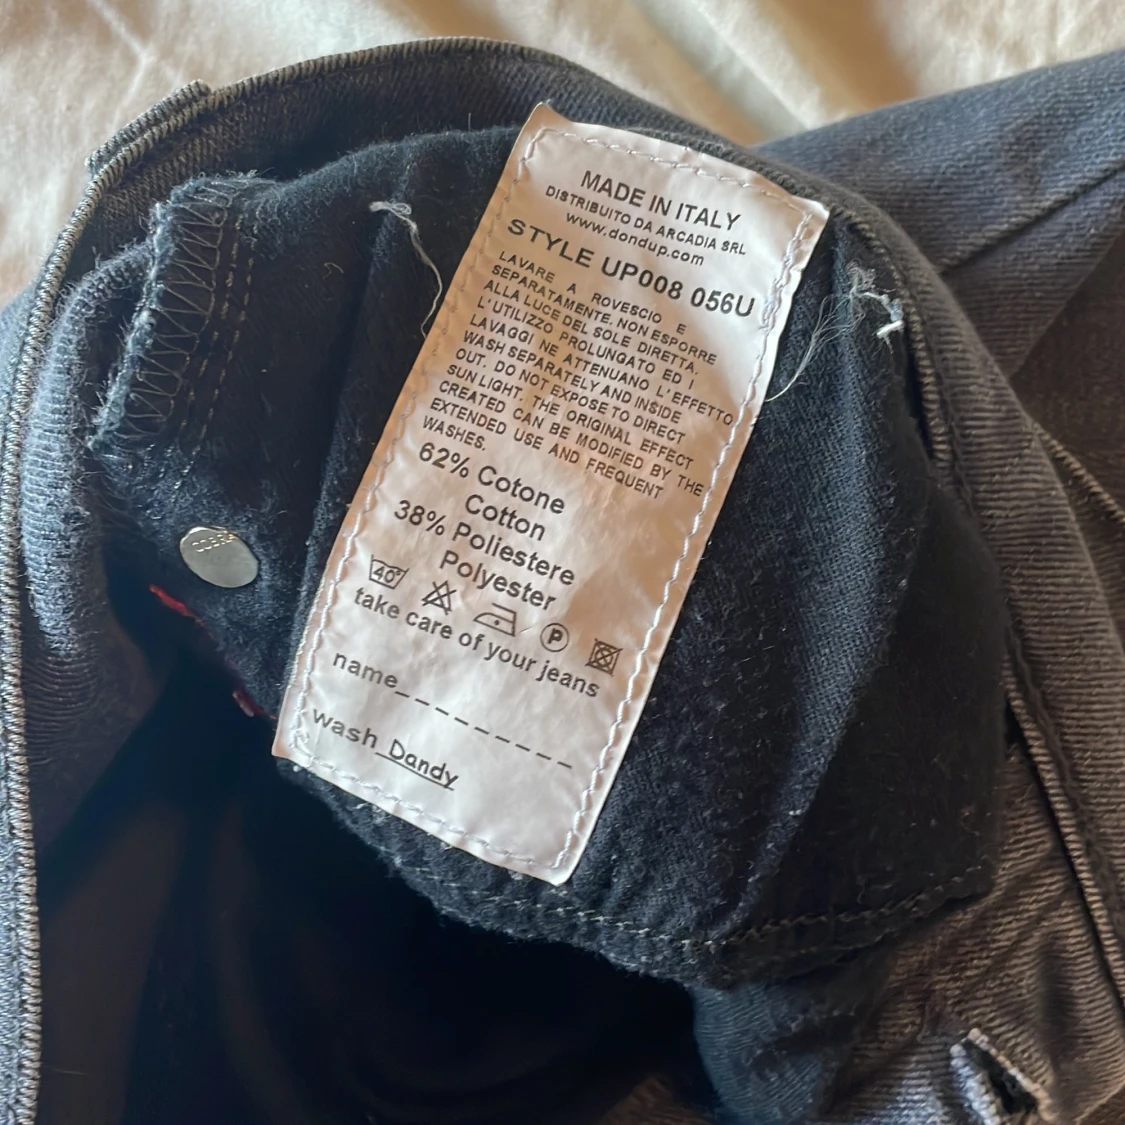 MADE IN ITALY
DISTRIBUITO DA ARCADIA SRL
www.dondup.com
STYLE UP008 056U
LAVARE A ROVESCIO E
SEPARATAMENTE. NON ESPORRE
ALLA LUCE DEL SOLE DIRETTA.
L'UTILIZZO PROLUNGATO ED I
LAVAGGI NE ATTENUANO L'EFFETTO
WASH SEPARATELY AND INSIDE
OUT. DO NOT EXPOSE TO DIRECT
SUN LIGHT. THE ORIGINAL EFFECT
CREATED CAN BE MODIFIED BY THE
EXTENDED USE AND FREQUENT
WASHES.
62% Cotone
Cotton
38% Poliestere
Polyester
40°
P
take care of your jeans
name_ _ _ _ _ _ _ _ _
wash Dandy